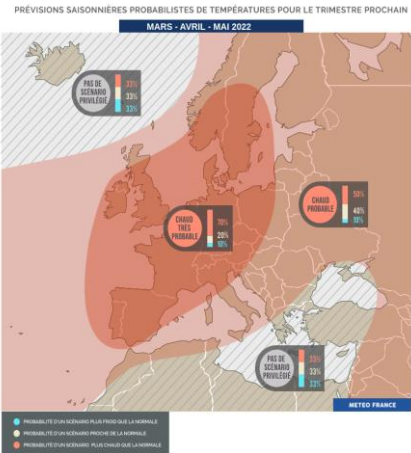 PRÉVISIONS SAISONNIÈRES PROBABILISTES DE TEMPÉRATURES POUR LE TRIMESTRE PROCHAIN
MARS - AVRIL - MAI 2022
PAS DE
SCÉNARIO
PRIVILÉGIÉ
33%
33%
33%
CHAUD
TRÈS
PROBABLE
70%
20%
10%
CHAUD
PROBABLE
50%
40%
10%
PAS DE
SCÉNARIO
PRIVILÉGIÉ
33%
33%
33%
METEO FRANCE
PROBABILITÉ D'UN SCÉNARIO PLUS FROID QUE LA NORMALE
PROBABILITÉ D'UN SCÉNARIO PROCHE DE LA NORMALE
PROBABILITÉ D'UN SCÉNARIO PLUS CHAUD QUE LA NORMALE